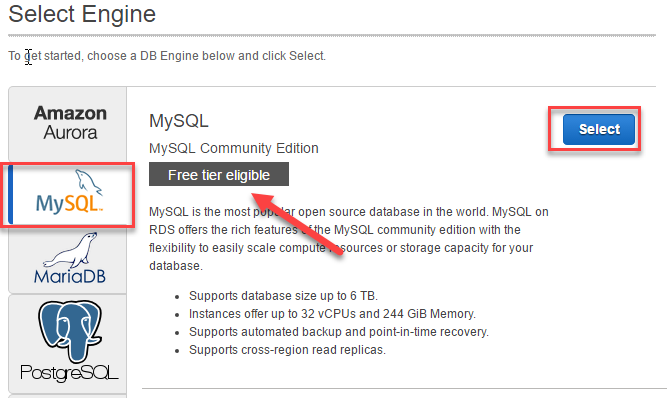 Select Engine
To get started, choose a DB Engine below and click Select.
Amazon
Aurora
MySQL™
MariaDB
PostgreSQL
MySQL
Select
MySQL Community Edition
Free tier eligible
MySQL is the most popular open source database in the world. MySQL on
RDS offers the rich features of the MySQL community edition with the
flexibility to easily scale compute resources or storage capacity for your
database.
• Supports database size up to 6 TB.
• Instances offer up to 32 vCPUs and 244 GiB Memory.
• Supports automated backup and point-in-time recovery.
• Supports cross-region read replicas.